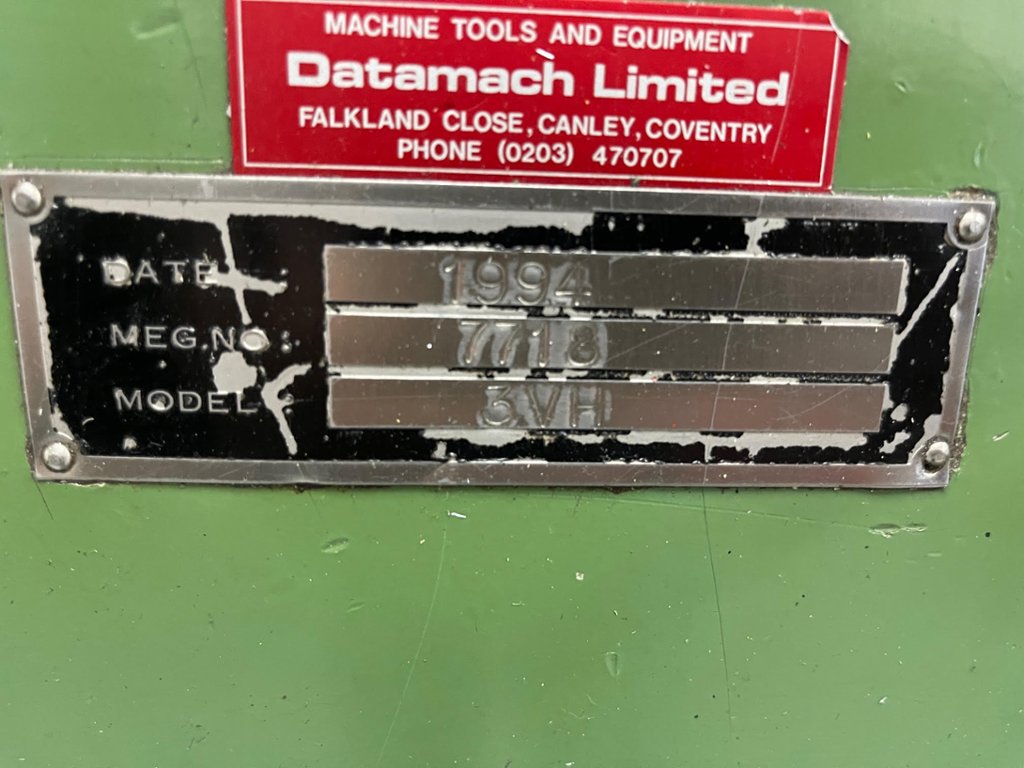 MACHINE TOOLS AND EQUIPMENT
Datamach Limited
FALKLAND CLOSE, CANLEY, COVENTRY
PHONE (0203) 470707
DATE 1994
MEG.NO: 7718
MODEL: 3VH